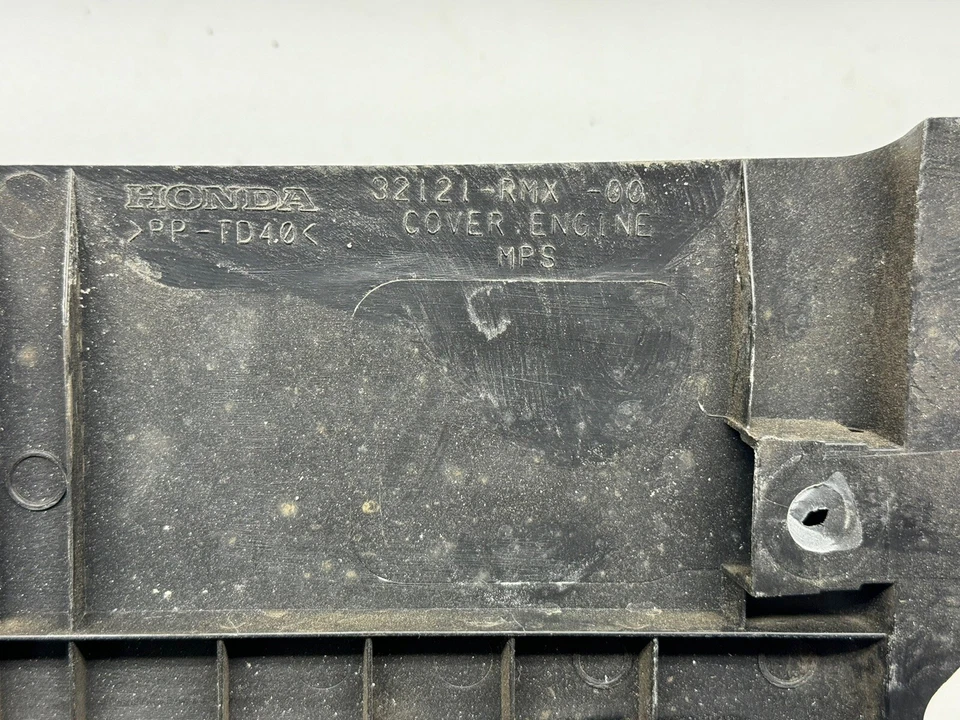 HONDA
>PP-TD40<
32121-RMX -00
COVER.ENGINE
MPS